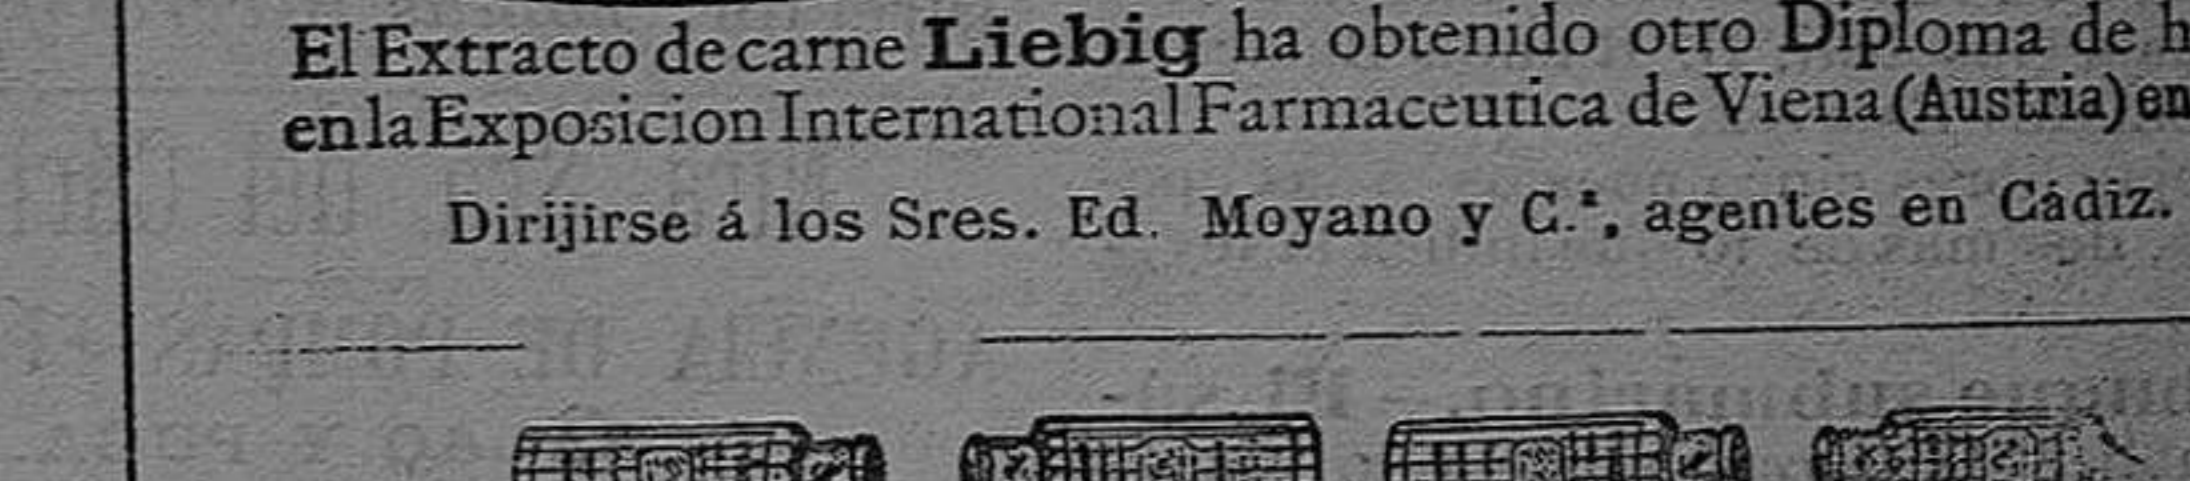 El Extracto de carne Liebig ha obtenido otro Diploma de
en la Exposicion International Farmaceutica de Viena (Austria) en
Dirijirse á los Sres. Ed. Moyano y C.ª, agentes en Cádiz.